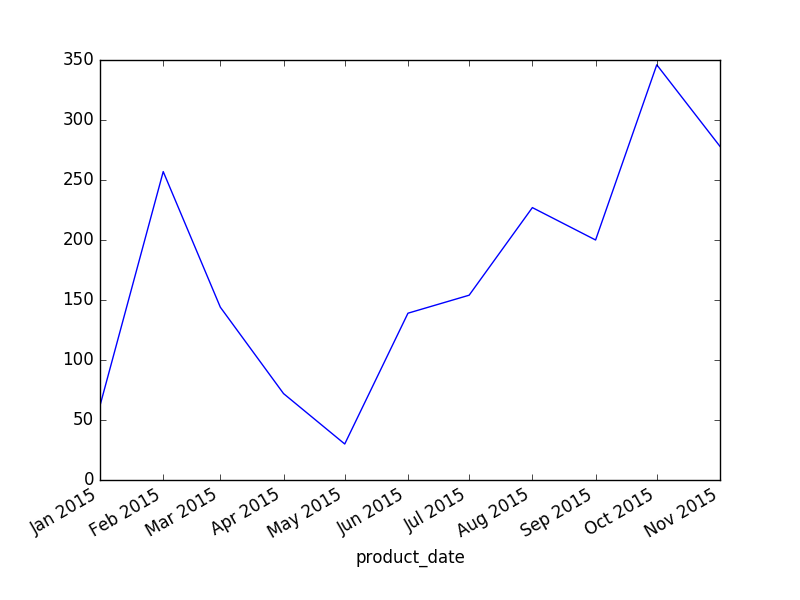 350
300
250
200
150
100
50
0
Jan 2015
Feb 2015
Mar 2015
Apr 2015
May 2015
Jun 2015
Jul 2015
Aug 2015
Sep 2015
Oct 2015
Nov 2015
product_date